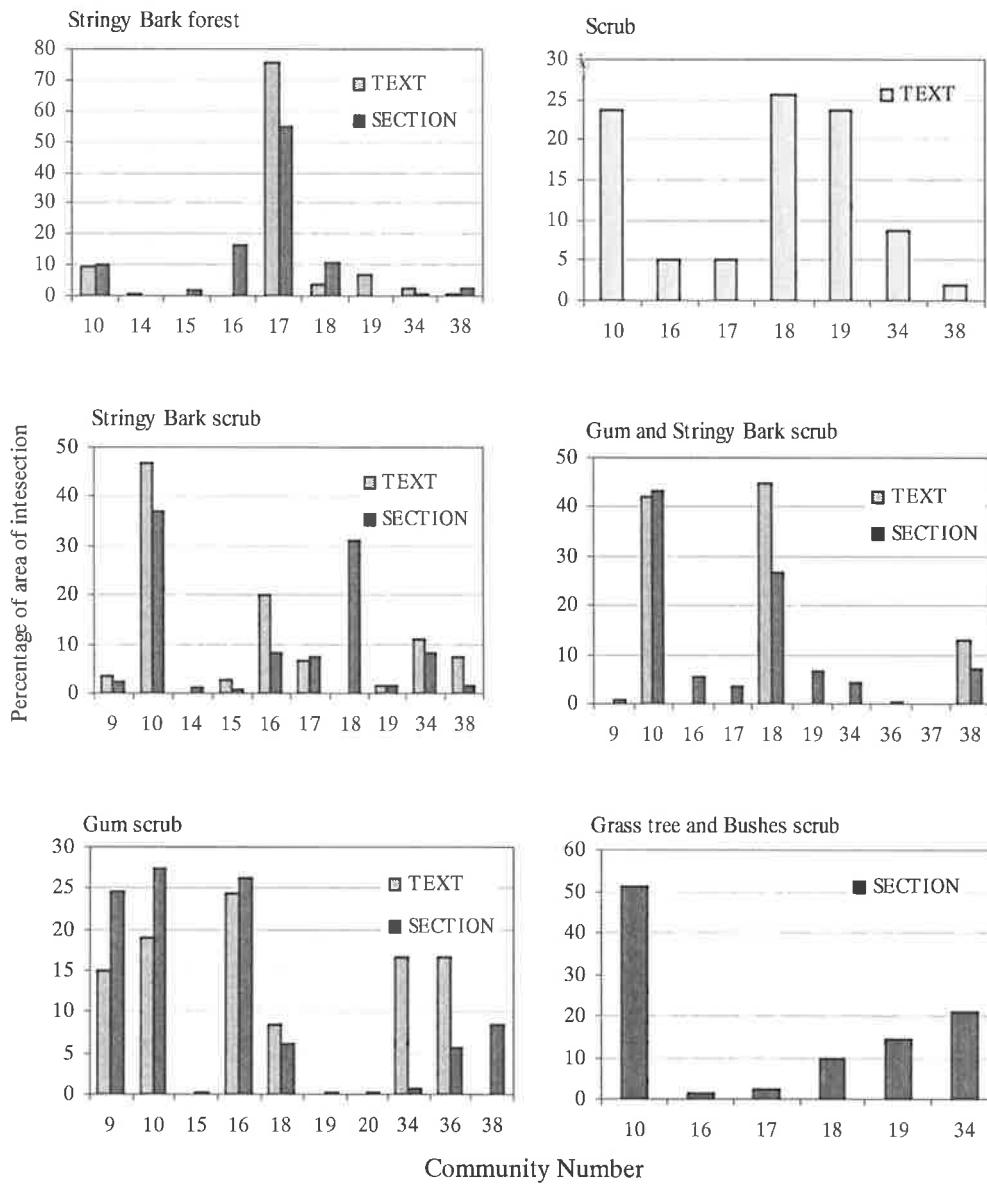 Stringy Bark forest
80
70
60
50
40
30
20
10
0
TEXT
SECTION
10 14 15 16 17 18 19 34 38
Scrub
30
25
20
15
10
5
0
TEXT
10 16 17 18 19 34 38
Percentage of area of intesection
Stringy Bark scrub
50
40
30
20
10
0
TEXT
SECTION
9 10 14 15 16 17 18 19 34 38
Gum and Stringy Bark scrub
50
40
30
20
10
0
TEXT
SECTION
9 10 16 17 18 19 34 36 37 38
Gum scrub
30
25
20
15
10
5
0
TEXT
SECTION
9 10 15 16 18 19 20 34 36 38
Grass tree and Bushes scrub
60
50
40
30
20
10
0
SECTION
10 16 17 18 19 34
Community Number